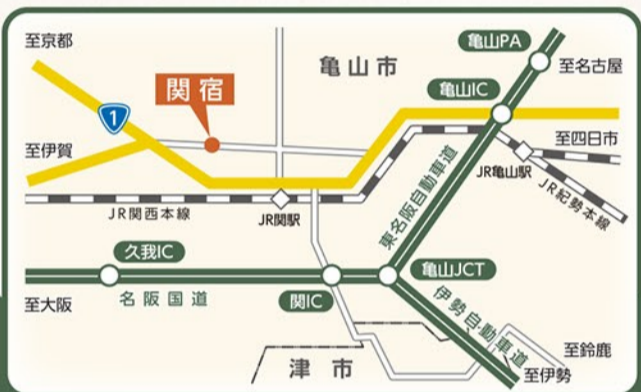 至京都
亀山市
亀山PA
至名古屋
関宿
亀山IC
1
至伊賀
至四日市
JR亀山駅
JR紀勢本線
東名阪自動車道
JR関西本線
JR関駅
久我IC
亀山JCT
至大阪
名阪国道
関IC
伊勢自動車道
津市
至鈴鹿
至伊勢